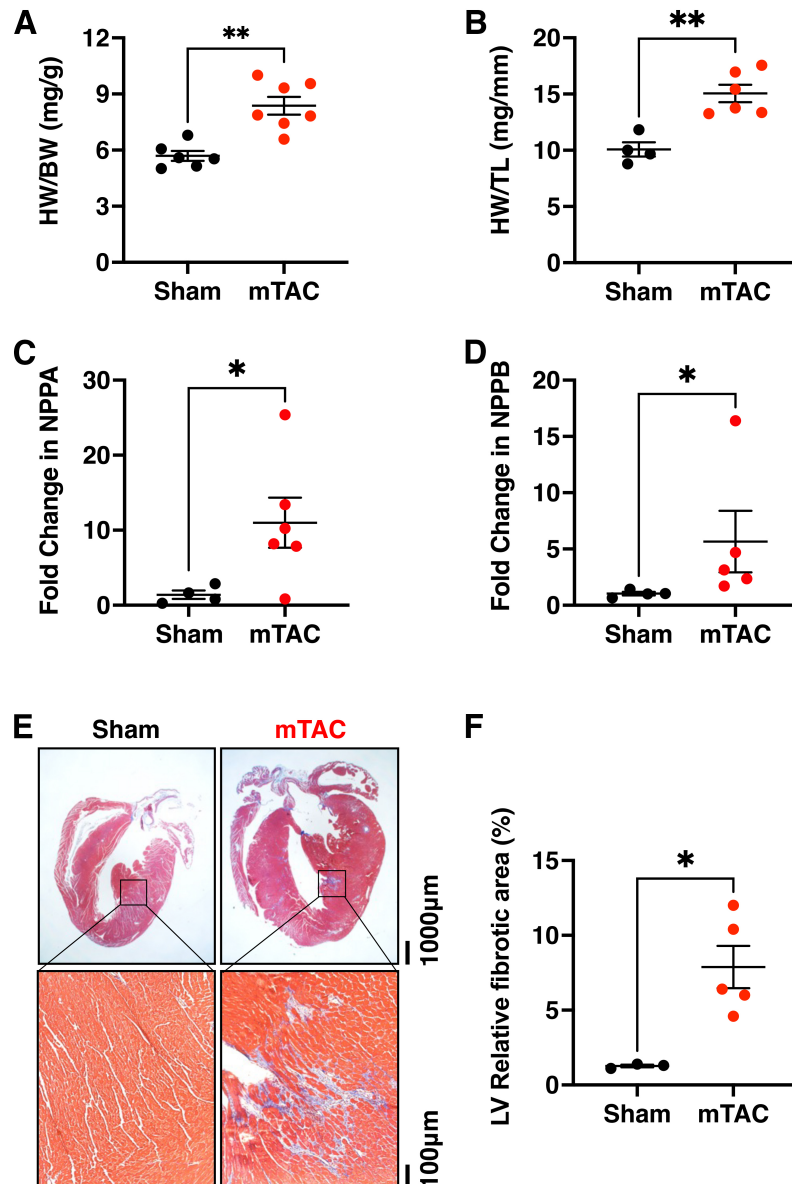 A
HW/BW (mg/g)
12
9
6
3
0
**
Sham
mTAC
B
HW/TL (mg/mm)
20
15
10
5
0
**
Sham
mTAC
C
Fold Change in NPPA
30
20
10
0
*
Sham
mTAC
D
Fold Change in NPPB
20
15
10
5
0
*
Sham
mTAC
E
Sham
mTAC
1000µm
100µm
F
LV Relative fibrotic area (%)
15
10
5
0
*
Sham
mTAC